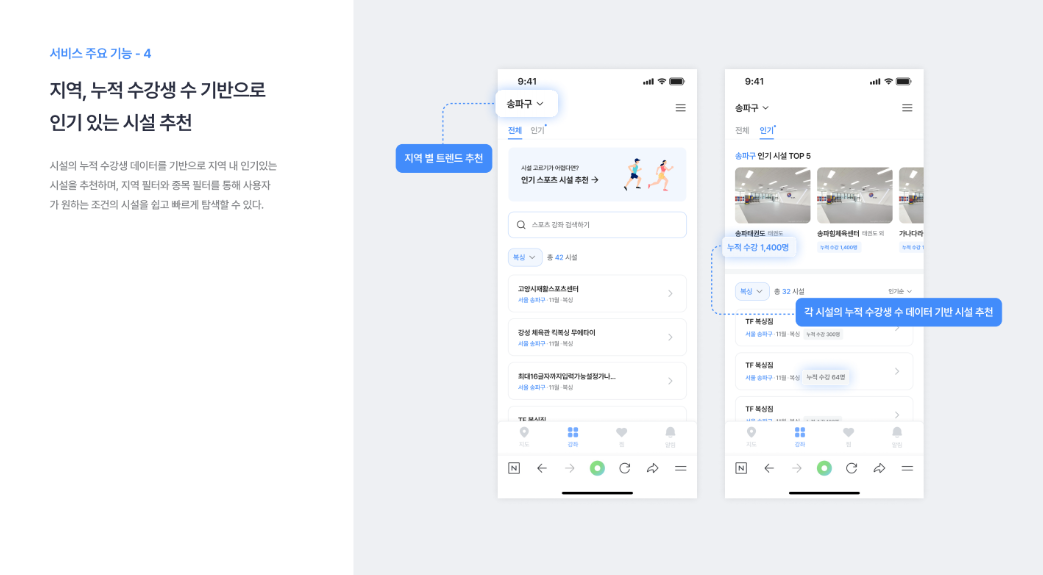 서비스 주요 기능 - 4
지역, 누적 수강생 수 기반으로
인기 있는 시설 추천
시설의 누적 수강생 데이터를 기반으로 지역 내 인기있는
시설을 추천하며, 지역 필터와 종목 필터를 통해 사용자
가 원하는 조건의 시설을 쉽고 빠르게 탐색할 수 있다.
지역 별 트렌드 추천
9:41
송파구
전체 인기
시설 고르기가 어렵다면?
인기 스포츠 시설 추천 →
스포츠 강좌 검색하기
복싱 총 42 시설
고양시재활스포츠센터
서울 송파구·11월·복싱
강성 체육관 킥복싱 무에타이
서울 송파구·11월·복싱
최대16글자까지입력가능설정가나...
서울 송파구·11월·복싱
TF 복싱짐
지도 강좌 찜 알림
N
9:41
송파구
전체 인기
송파구 인기 시설 TOP 5
송파태권도 태권도
누적 수강 1,400명
송파힘체육센터 태권도 외
누적 수강 1,400명
가나다라
누적 수강 1
복싱 총 32 시설 인기순
각 시설의 누적 수강생 수 데이터 기반 시설 추천
TF 복싱짐
서울 송파구·11월·복싱 누적 수강 300명
TF 복싱짐
서울 송파구·11월·복싱 누적 수강 64명
TF 복싱짐
지도 강좌 찜 알림
N